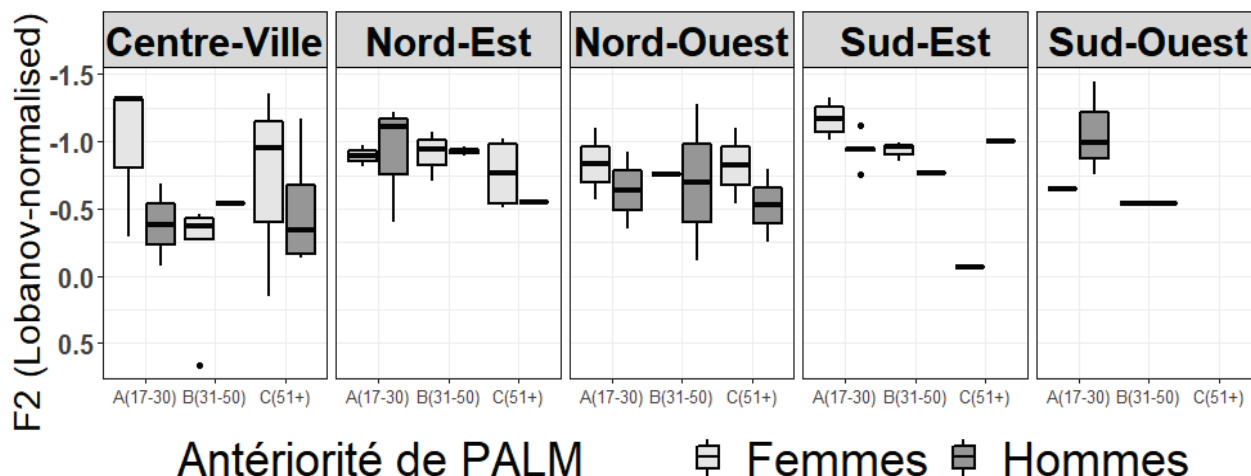 Centre-Ville Nord-Est Nord-Ouest Sud-Est Sud-Ouest
F2 (Lobanov-normalised)
-1.5
-1.0
-0.5
0.0
0.5
A(17-30) B(31-50) C(51+) A(17-30) B(31-50) C(51+) A(17-30) B(31-50) C(51+) A(17-30) B(31-50) C(51+) A(17-30) B(31-50) C(51+)
Antériorité de PALM Femmes Hommes